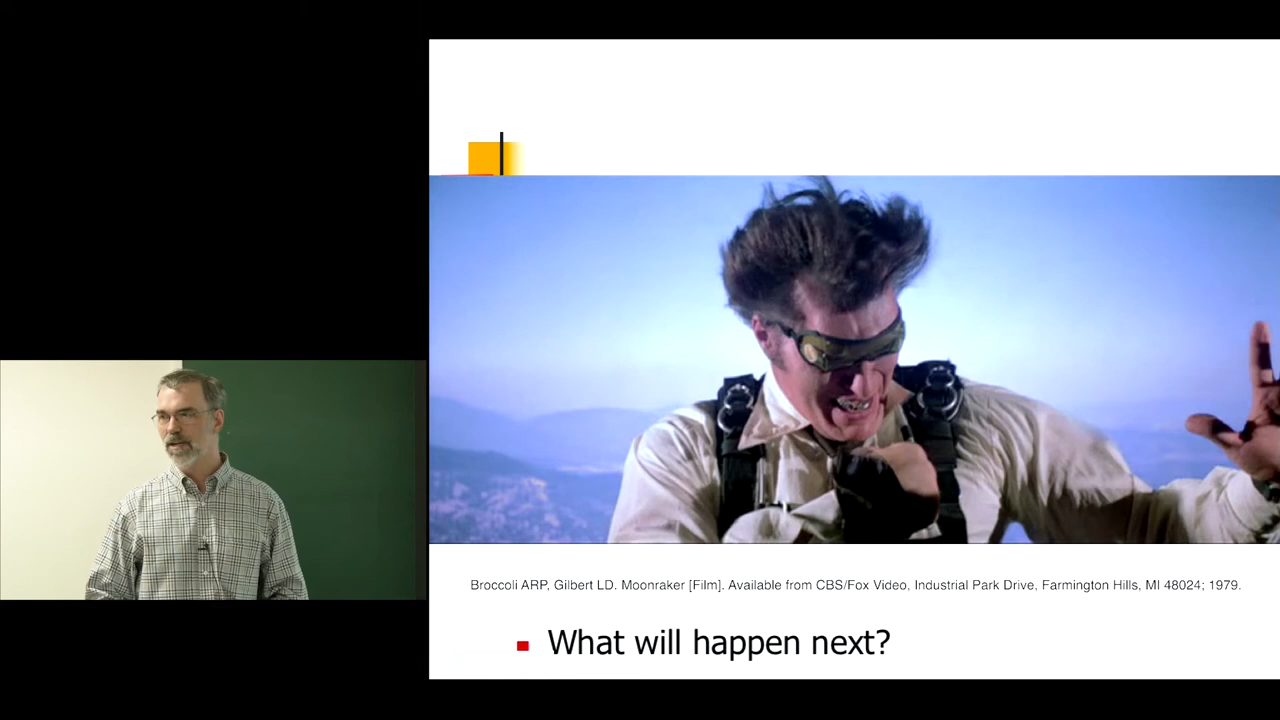 Broccoli ARP, Gilbert LD. Moonraker [Film]. Available from CBS/Fox Video, Industrial Park Drive, Farmington Hills, MI 48024; 1979.
What will happen next?